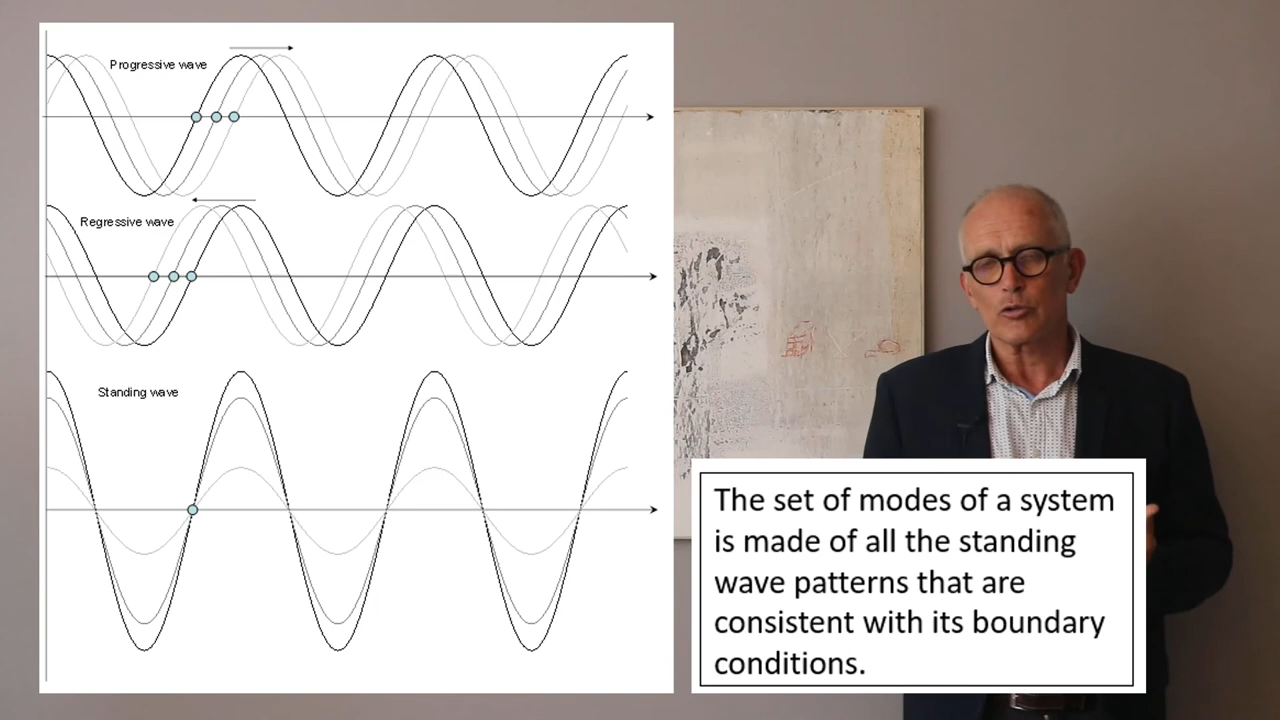 Progressive wave
Regressive wave
Standing wave
The set of modes of a system
is made of all the standing
wave patterns that are
consistent with its boundary
conditions.